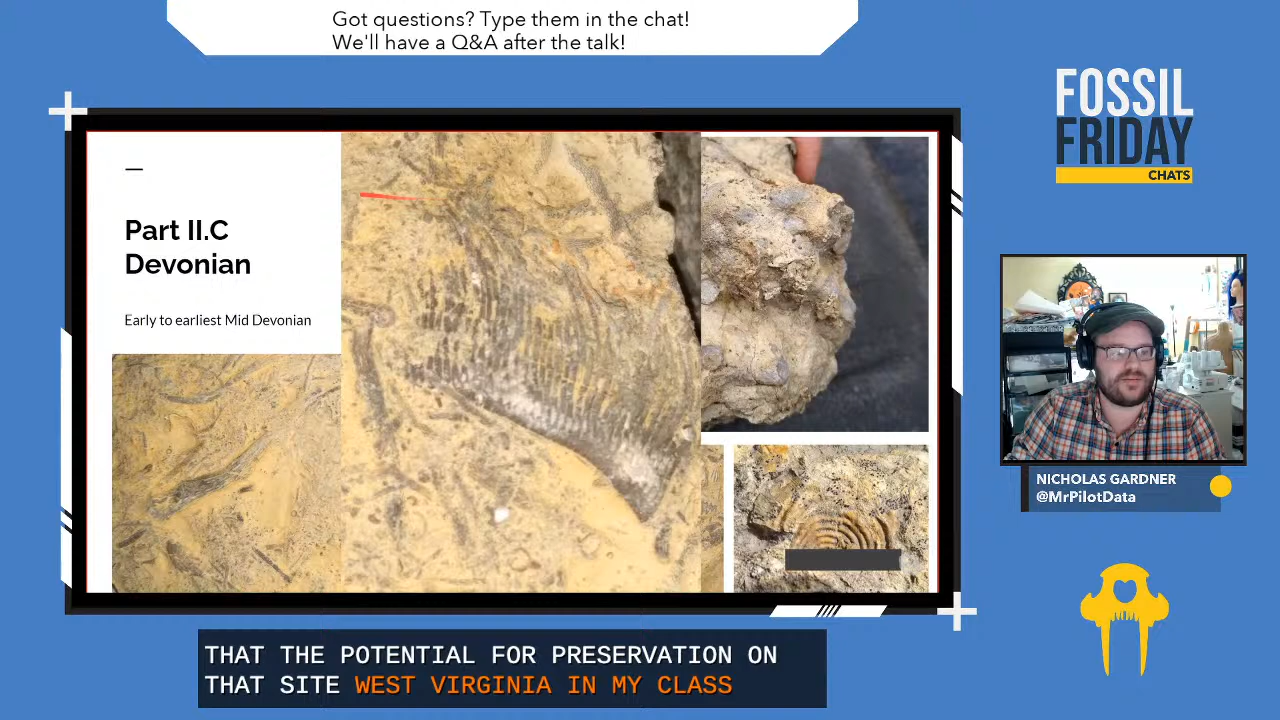 Got questions? Type them in the chat!
We'll have a Q&A after the talk!
FOSSIL
FRIDAY
CHATS
Part II.C
Devonian
Early to earliest Mid Devonian
NICHOLAS GARDNER
@MrPilotData
THAT THE POTENTIAL FOR PRESERVATION ON
THAT SITE WEST VIRGINIA IN MY CLASS